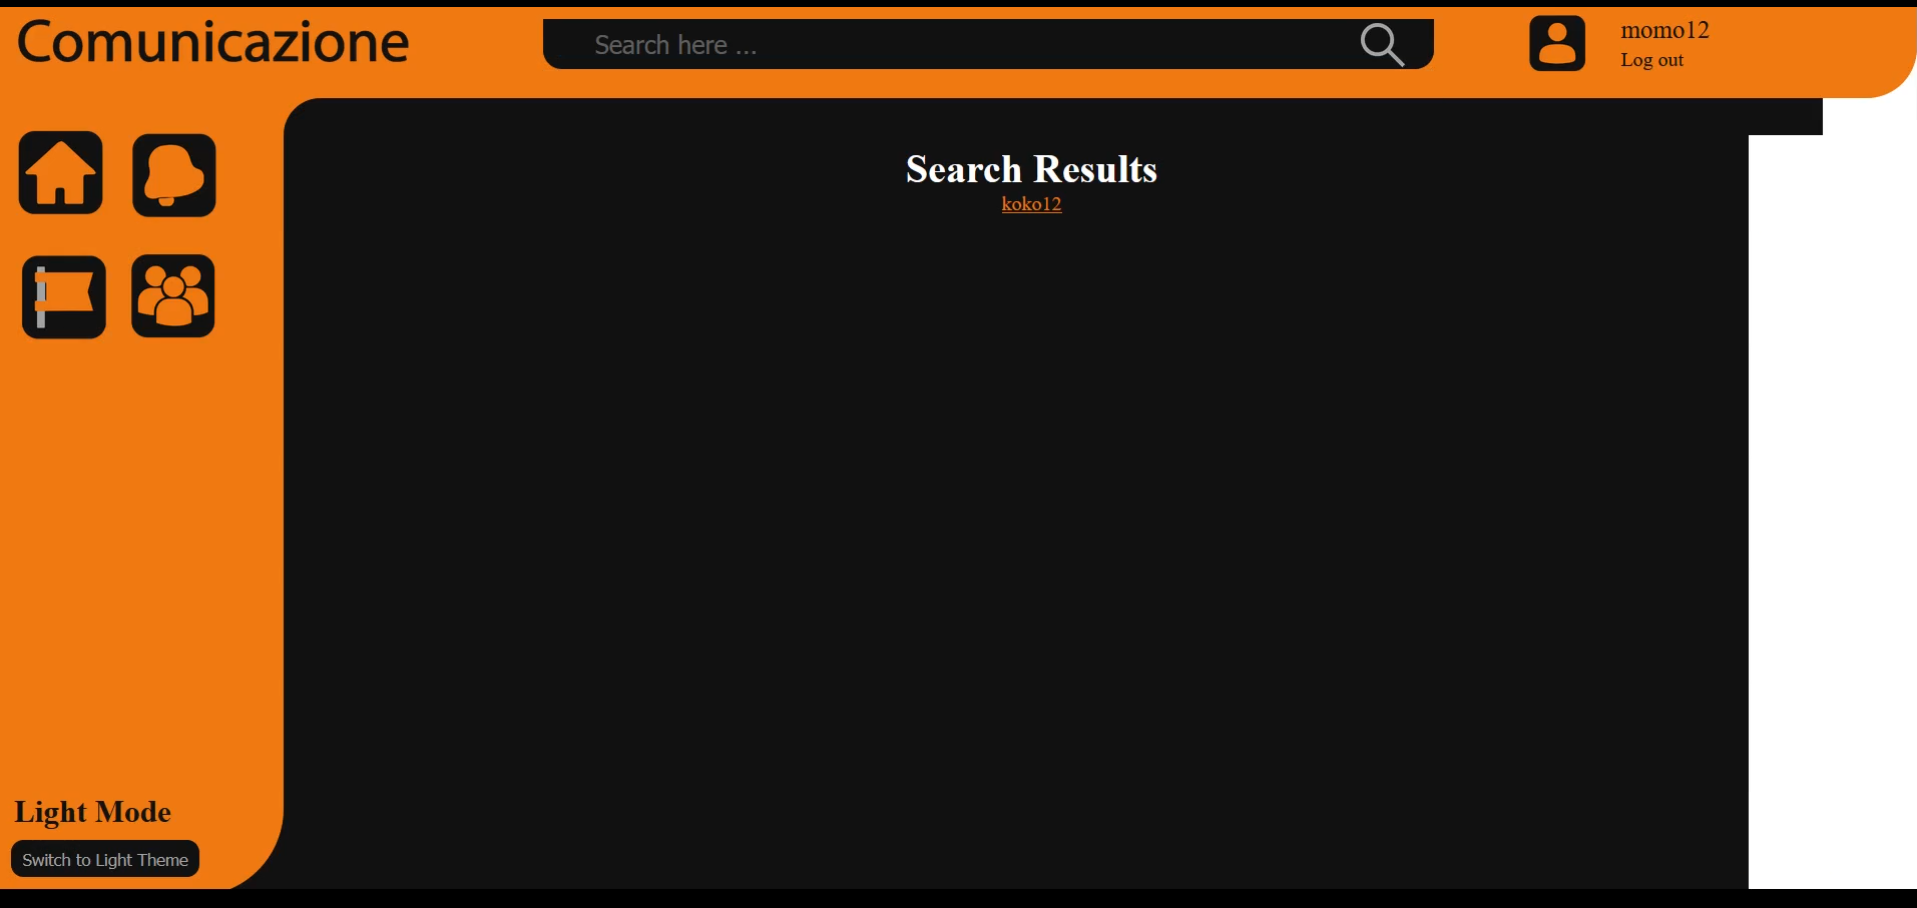 Comunicazione
Search here ...
momo12
Log out
Search Results
koko12
Light Mode
Switch to Light Theme